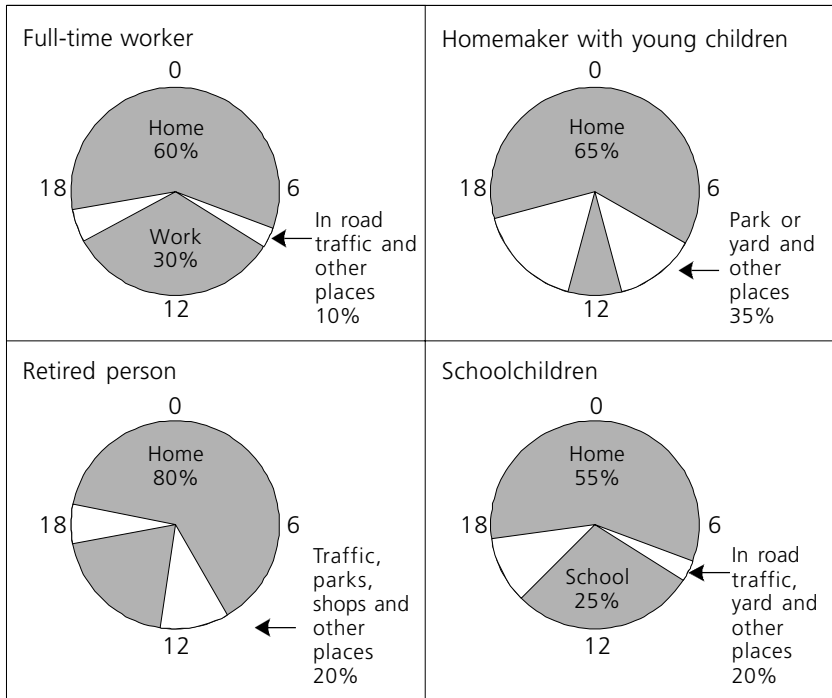 Full-time worker
0
Home
60%
18
6
Work
30%
In road
traffic and
other
places
10%
12
Homemaker with young children
0
Home
65%
18
6
Park or
yard and
other
places
35%
12
Retired person
0
Home
80%
18
6
Traffic,
parks,
shops and
other
places
20%
12
Schoolchildren
0
Home
55%
18
6
School
25%
In road
traffic,
yard and
other
places
20%
12